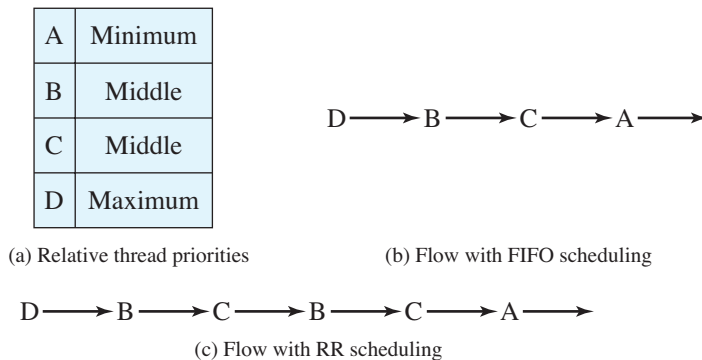 A Minimum
B Middle
C Middle
D Maximum
(a) Relative thread priorities
D B C A
(b) Flow with FIFO scheduling
D B C B C A
(c) Flow with RR scheduling